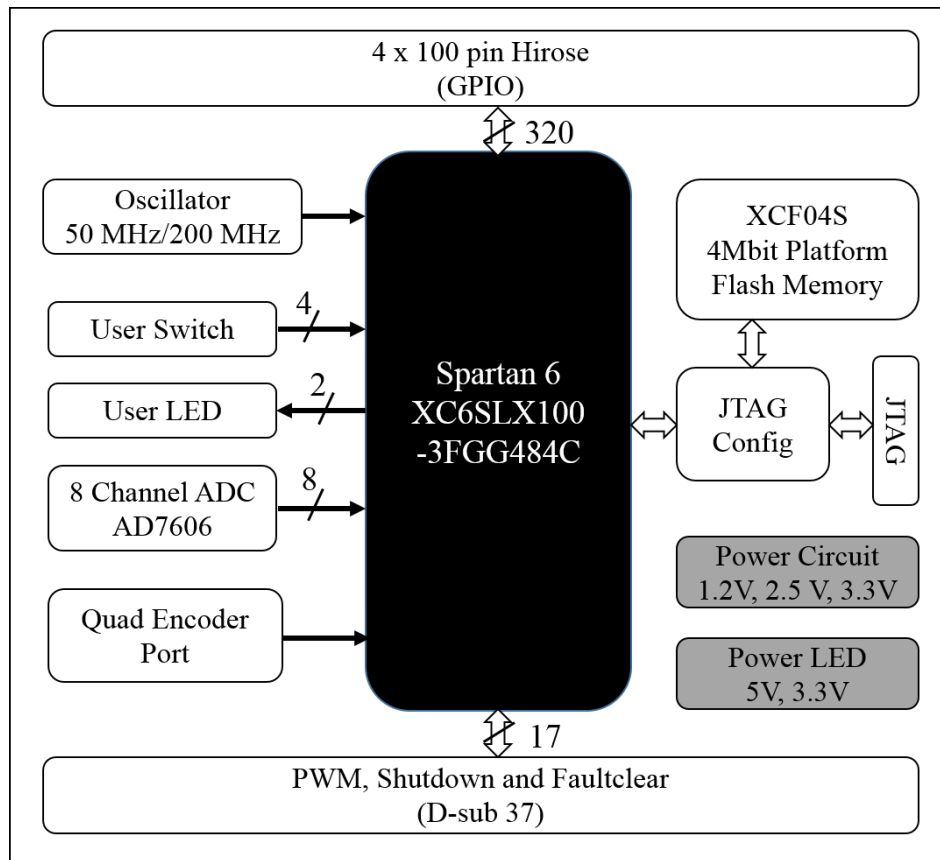 4 x 100 pin Hirose
(GPIO)
320
Oscillator
50 MHz/200 MHz
4
User Switch
2
User LED
8
8 Channel ADC
AD7606
Quad Encoder
Port
Spartan 6
XC6SLX100
-3FGG484C
XCF04S
4Mbit Platform
Flash Memory
JTAG
Config
JTAG
Power Circuit
1.2V, 2.5 V, 3.3V
Power LED
5V, 3.3V
17
PWM, Shutdown and Faultclear
(D-sub 37)